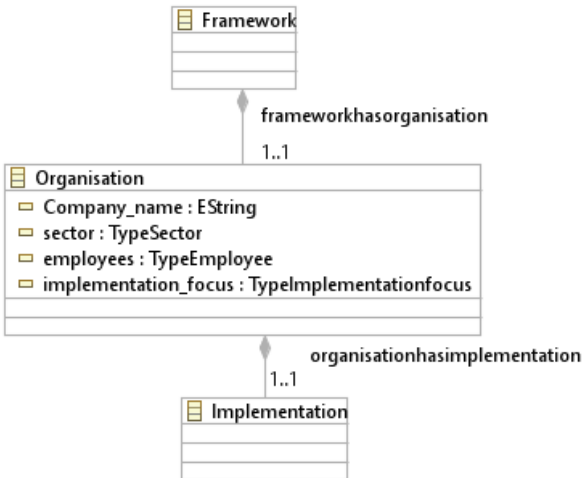 Framework
frameworkhasorganisation
1..1
Organisation
Company_name : EString
sector : TypeSector
employees : TypeEmployee
implementation_focus : TypeImplementationfocus
organisationhasimplementation
1..1
Implementation